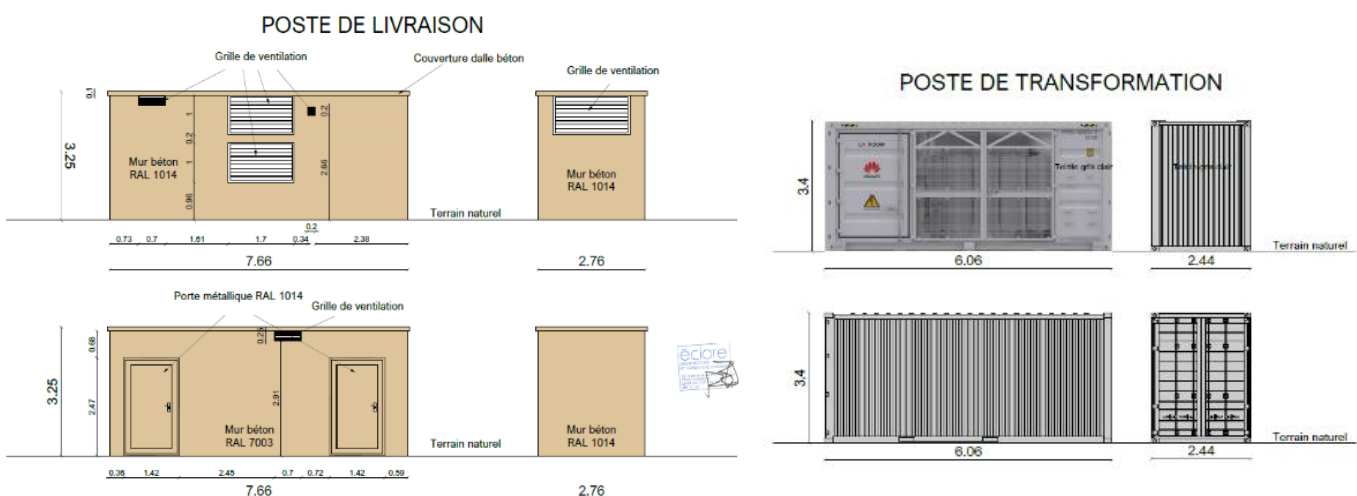 POSTE DE LIVRAISON
Grille de ventilation
Couverture dalle béton
Grille de ventilation
0.1
3.25
Mur béton
RAL 1014
1
0.2
1
0.96
0.2
2.66
Mur béton
RAL 1014
Terrain naturel
0.73
0.7
1.61
1.7
0.34
0.2
2.38
7.66
2.76
Porte métallique RAL 1014
Grille de ventilation
0.68
2.47
3.25
0.25
2.91
Mur béton
RAL 7003
Mur béton
RAL 1014
Terrain naturel
0.36
1.42
2.45
0.7
0.72
1.42
0.59
7.66
2.76
éclore
POSTE DE TRANSFORMATION
3.4
HUAWEI
Teinte gris clair
Teinte gris clair
Terrain naturel
6.06
2.44
3.4
Terrain naturel
6.06
2.44